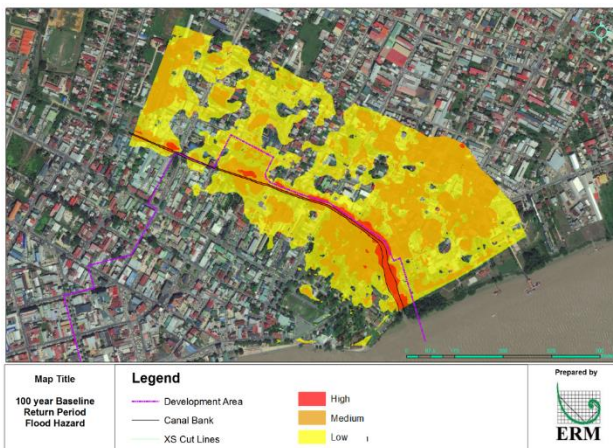 Map Title
100 year Baseline
Return Period
Flood Hazard
Legend
Development Area
Canal Bank
XS Cut Lines
High
Medium
Low
Prepared by
ERM